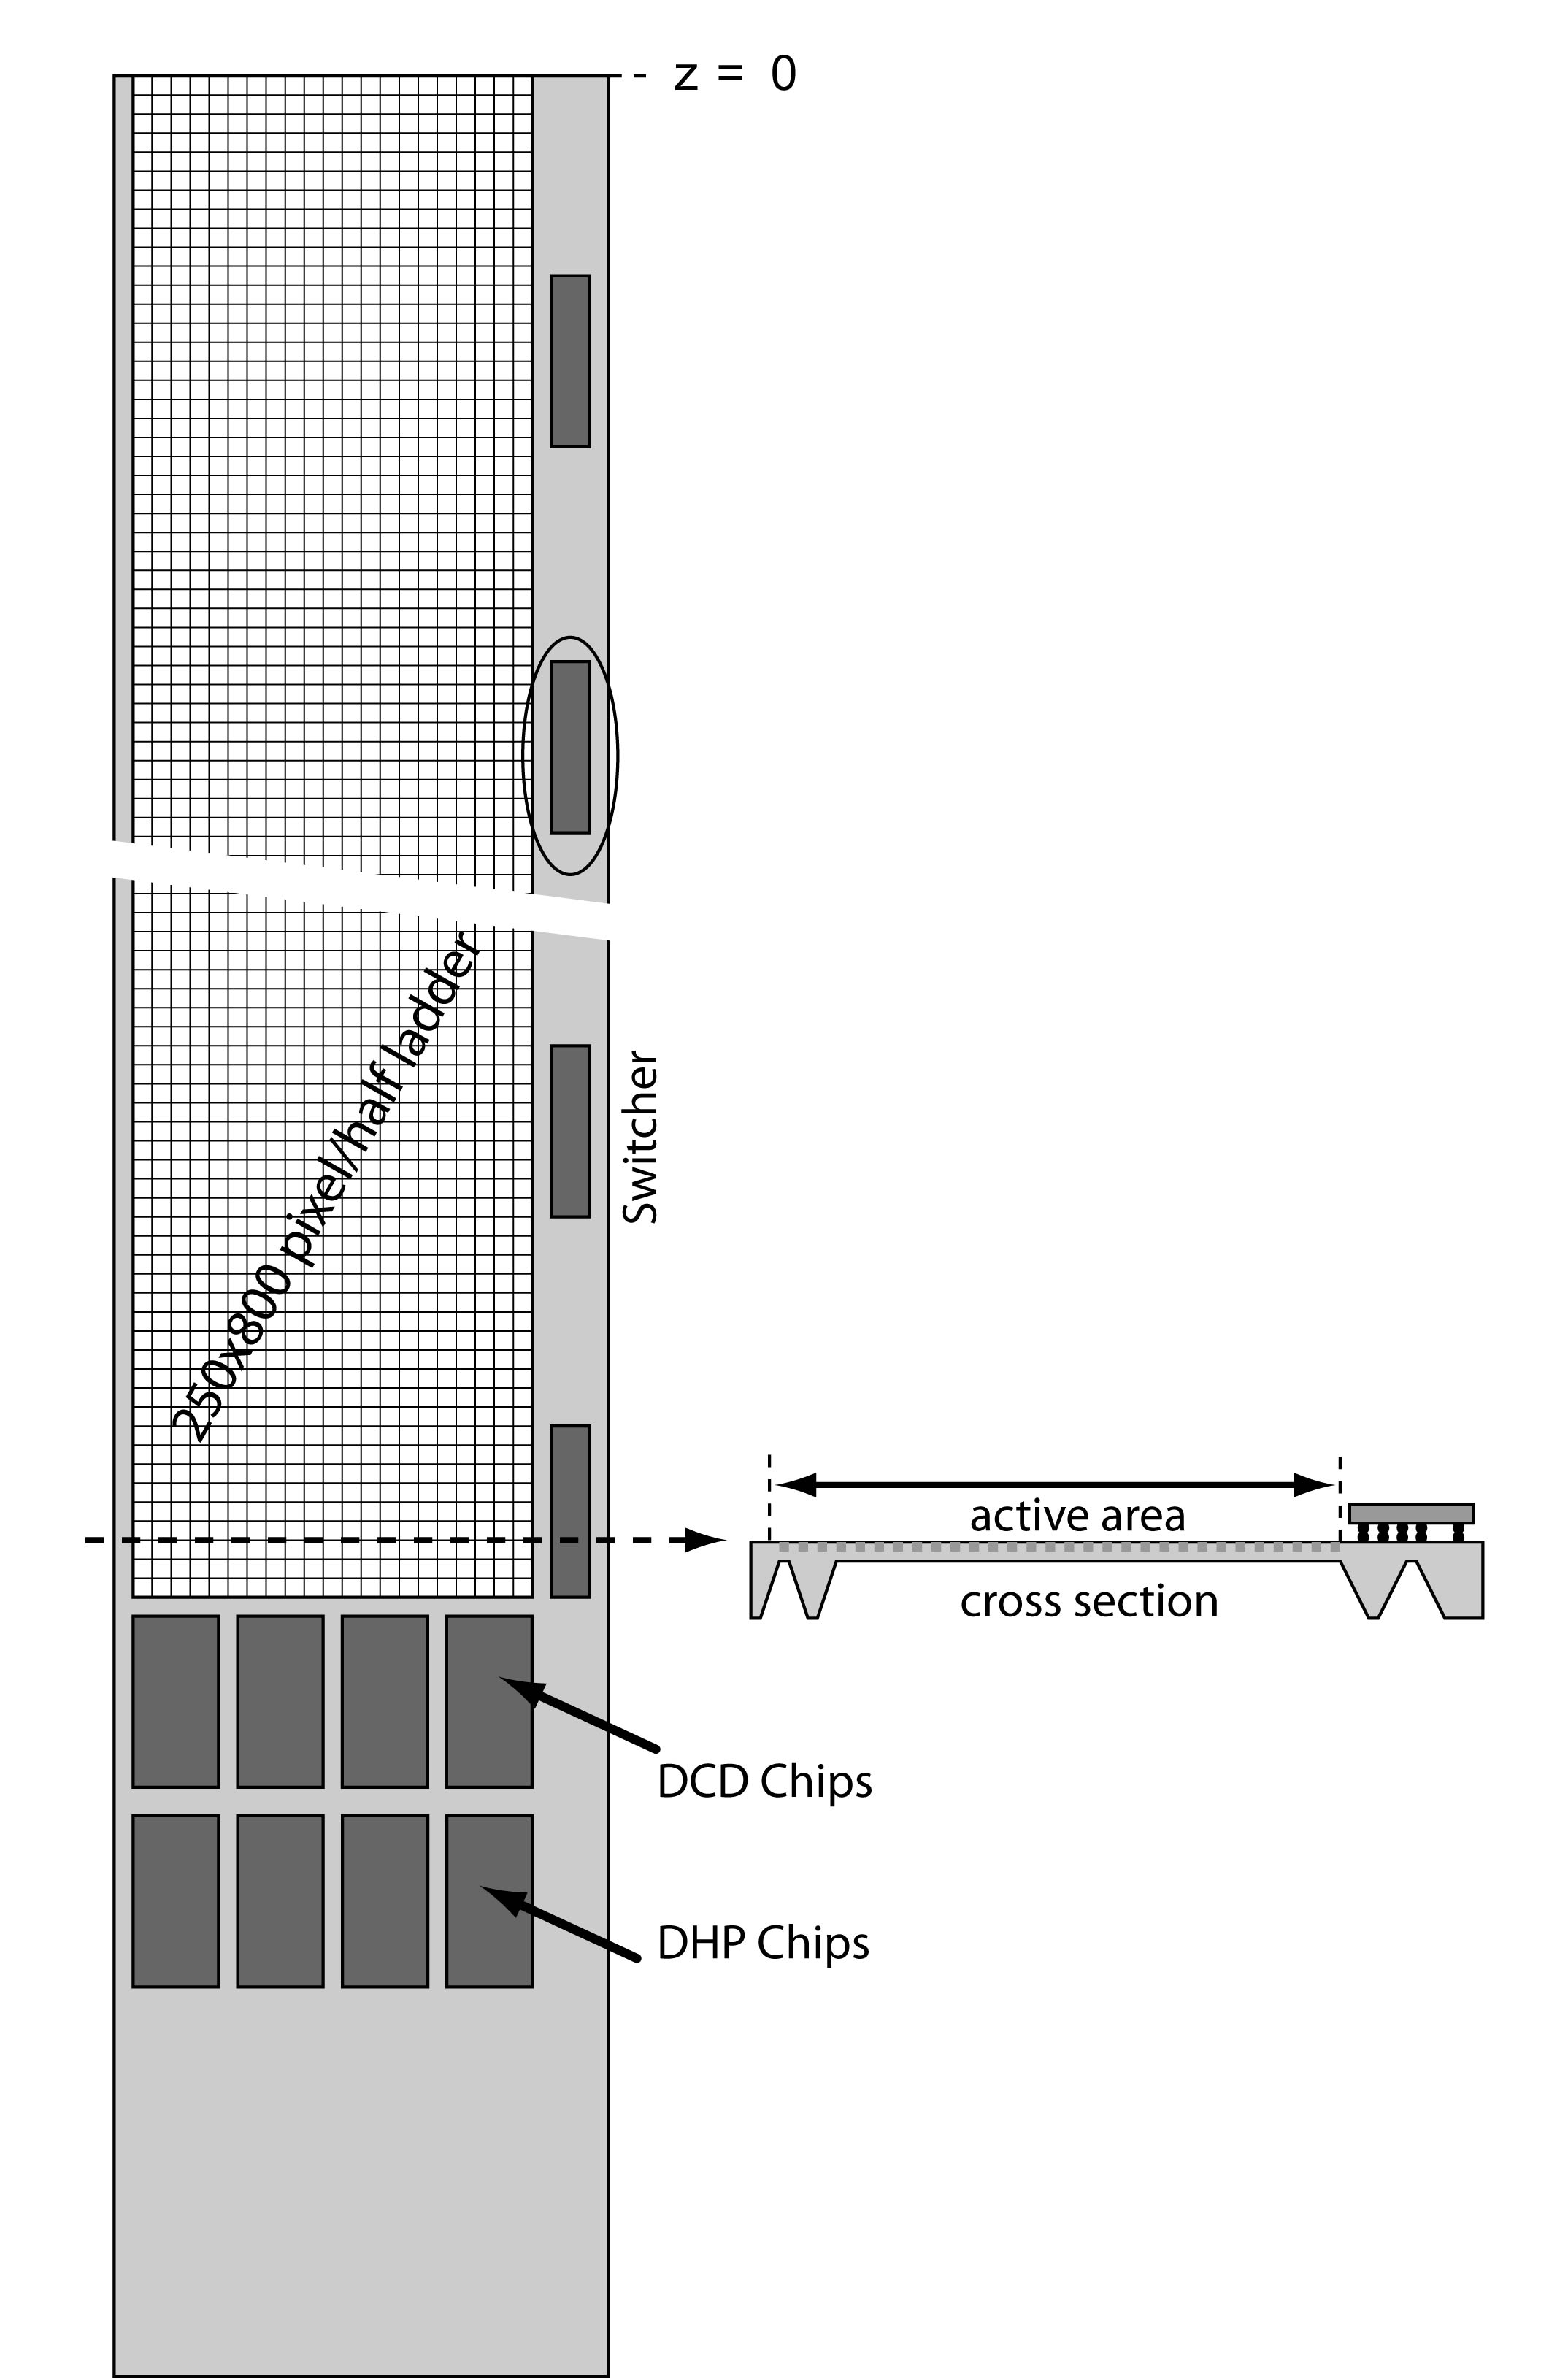 z = 0
250x800 pixel/half ladder
Switcher
active area
cross section
DCD Chips
DHP Chips